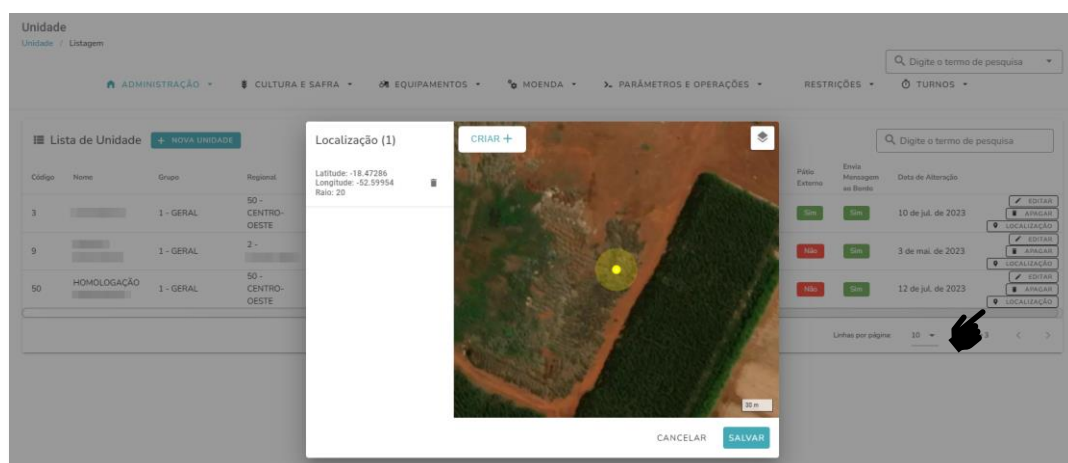 Unidade
Unidade / Listagem
Digite o termo de pesquisa
ADMINISTRAÇÃO CULTURA E SAFRA EQUIPAMENTOS MOENDA PARÂMETROS E OPERAÇÕES RESTRIÇÕES TURNOS
Lista de Unidade + NOVA UNIDADE
Digite o termo de pesquisa
Código Nome Grupo Regional
Pátio Externo
Envia Mensagem ao Bordo
Data de Alteração
3 1 - GERAL 50 - CENTRO-OESTE Sim Sim 10 de jul. de 2023
EDITAR
APAGAR
LOCALIZAÇÃO
9 1 - GERAL 2 - Não Sim 3 de mai. de 2023
EDITAR
APAGAR
LOCALIZAÇÃO
50 HOMOLOGAÇÃO 1 - GERAL 50 - CENTRO-OESTE Não Sim 12 de jul. de 2023
EDITAR
APAGAR
LOCALIZAÇÃO
Linhas por página: 10 3
Localização (1)
CRIAR +
Latitude: -18.47286
Longitude: -52.59954
Raio: 20
30 m
CANCELAR SALVAR